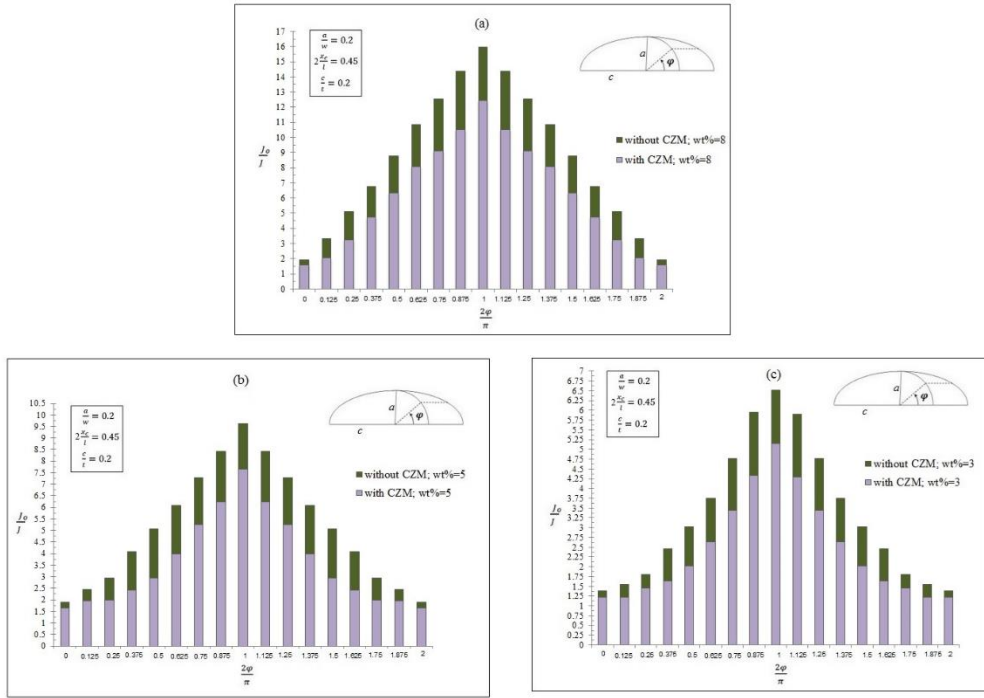 (a)
a/w = 0.2
2 x_c/l = 0.45
c/t = 0.2
a
φ
c
17
16
15
14
13
12
11
10
9
8
7
6
5
4
3
2
1
0
J_o/J
without CZM; wt%=8
with CZM; wt%=8
0 0.125 0.25 0.375 0.5 0.625 0.75 0.875 1 1.125 1.25 1.375 1.5 1.625 1.75 1.875 2
2φ/π
(b)
a/w = 0.2
2 x_c/l = 0.45
c/t = 0.2
a
φ
c
10.5
10
9.5
9
8.5
8
7.5
7
6.5
6
5.5
5
4.5
4
3.5
3
2.5
2
1.5
1
0.5
0
J_o/J
without CZM; wt%=5
with CZM; wt%=5
0 0.125 0.25 0.375 0.5 0.625 0.75 0.875 1 1.125 1.25 1.375 1.5 1.625 1.75 1.875 2
2φ/π
(c)
a/w = 0.2
2 x_c/l = 0.45
c/t = 0.2
a
φ
c
7
6.75
6.5
6.25
6
5.75
5.5
5.25
5
4.75
4.5
4.25
4
3.75
3.5
3.25
3
2.75
2.5
2.25
2
1.75
1.5
1.25
1
0.75
0.5
0.25
0
J_o/J
without CZM; wt%=3
with CZM; wt%=3
0 0.125 0.25 0.375 0.5 0.625 0.75 0.875 1 1.125 1.25 1.375 1.5 1.625 1.75 1.875 2
2φ/π